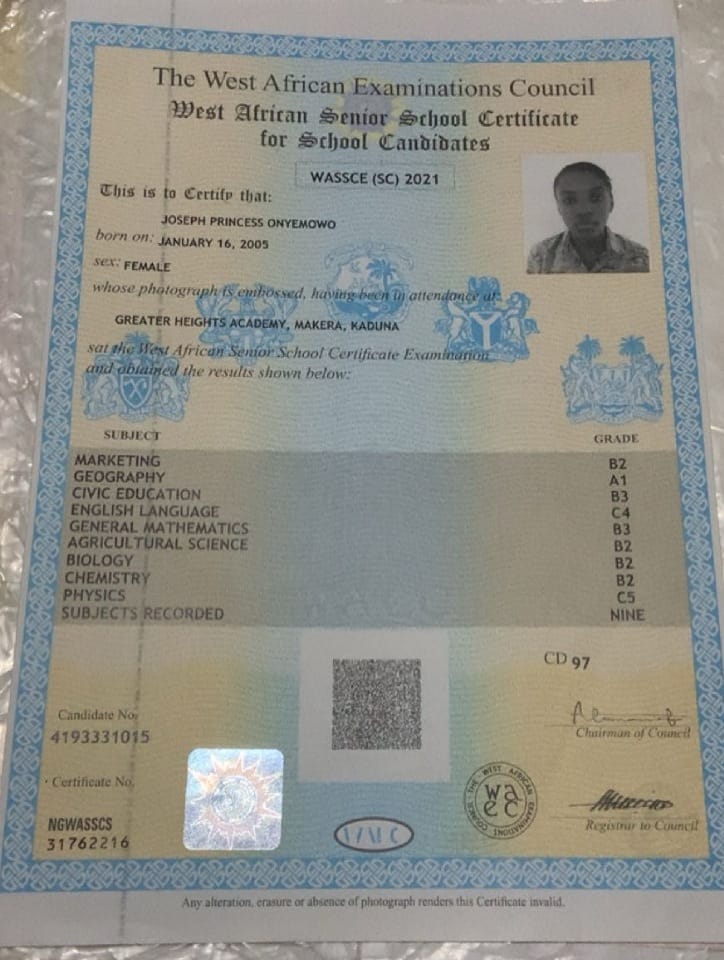 The West African Examinations Council
West African Senior School Certificate
for School Candidates
WASSCE (SC) 2021
This is to Certify that:
JOSEPH PRINCESS ONYEMOWO
born on: JANUARY 16, 2005
sex: FEMALE
whose photograph is embossed, having been in attendance at:
GREATER HEIGHTS ACADEMY, MAKERA, KADUNA
sat the West African Senior School Certificate Examination
and obtained the results shown below:
SUBJECT GRADE
MARKETING B2
GEOGRAPHY A1
CIVIC EDUCATION B3
ENGLISH LANGUAGE C4
GENERAL MATHEMATICS B3
AGRICULTURAL SCIENCE B2
BIOLOGY B2
CHEMISTRY B2
PHYSICS C5
SUBJECTS RECORDED NINE
CD 97
Candidate No.
4193331015
Chairman of Council
Certificate No.
NGWASSCS
31762216
THE WEST AFRICAN EXAMINATIONS COUNCIL
waec
Registrar to Council
Any alteration, erasure or absence of photograph renders this Certificate invalid.